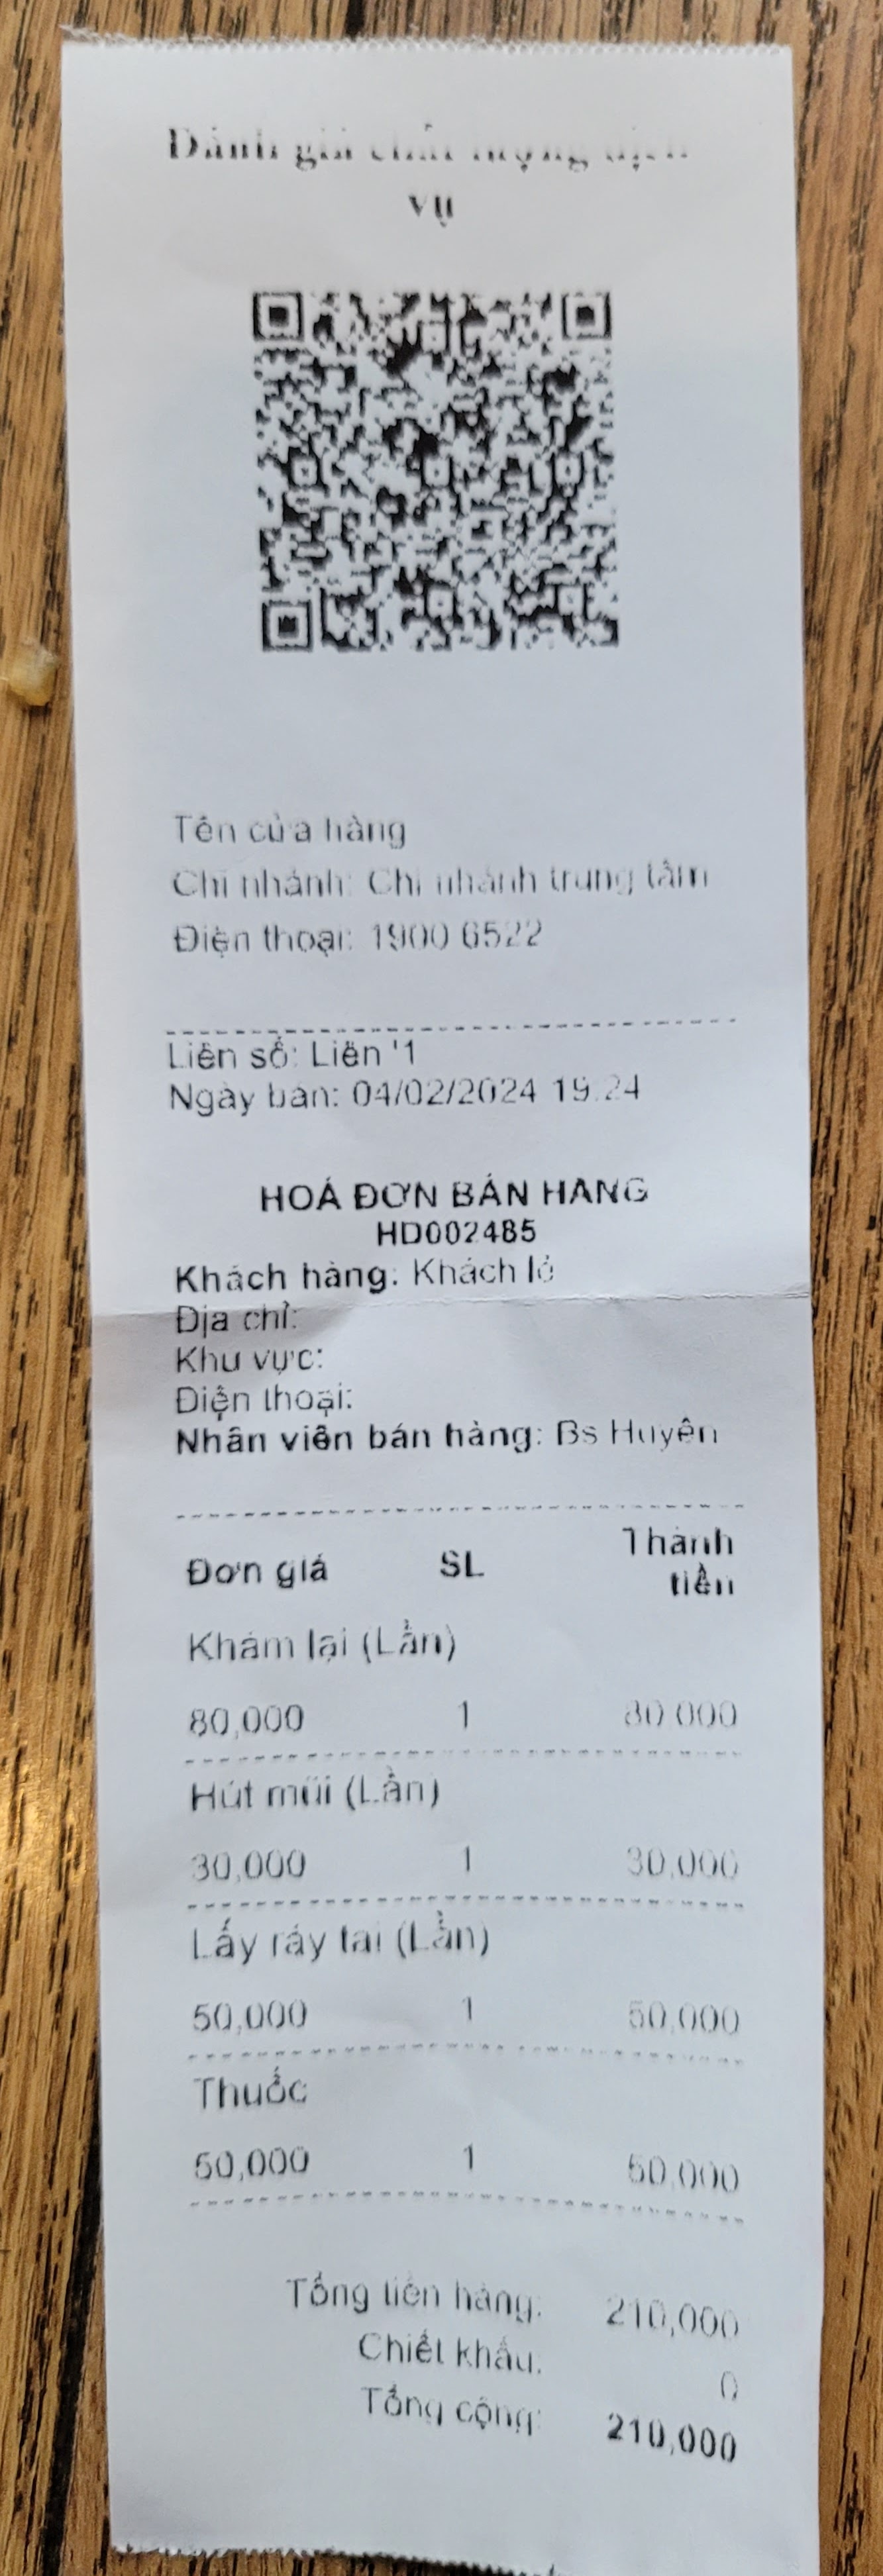 Đánh giá chất lượng dịch
vụ
Tên cửa hàng
Chi nhánh: Chi nhánh trung tâm
Điện thoại: 1900 6522
Liên số: Liên '1
Ngày bán: 04/02/2024 19:24
HOÁ ĐƠN BÁN HÀNG
HD002485
Khách hàng: Khách lẻ
Địa chỉ:
Khu vực:
Điện thoại:
Nhân viên bán hàng: Bs Huyên
Đơn giá SL Thành
tiền
Khám lại (Lần)
80,000 1 80,000
Hút mũi (Lần)
30,000 1 30,000
Lấy ráy tai (Lần)
50,000 1 50,000
Thuốc
50,000 1 50,000
Tổng tiền hàng: 210,000
Chiết khấu: 0
Tổng cộng: 210,000